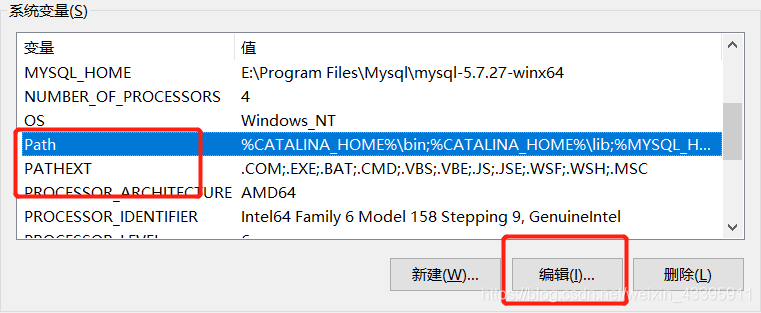 系统变量(S)
变量 值
MYSQL_HOME E:\Program Files\Mysql\mysql-5.7.27-winx64
NUMBER_OF_PROCESSORS 4
OS Windows_NT
Path %CATALINA_HOME%\bin;%CATALINA_HOME%\lib;%MYSQL_H...
PATHEXT .COM;.EXE;.BAT;.CMD;.VBS;.VBE;.JS;.JSE;.WSF;.WSH;.MSC
PROCESSOR_ARCHITECTURE AMD64
PROCESSOR_IDENTIFIER Intel64 Family 6 Model 158 Stepping 9, GenuineIntel
PROCESSOR_LEVEL 6
新建(W)... 编辑(I)... 删除(L)
https://blog.csdn.net/weixin_43395911